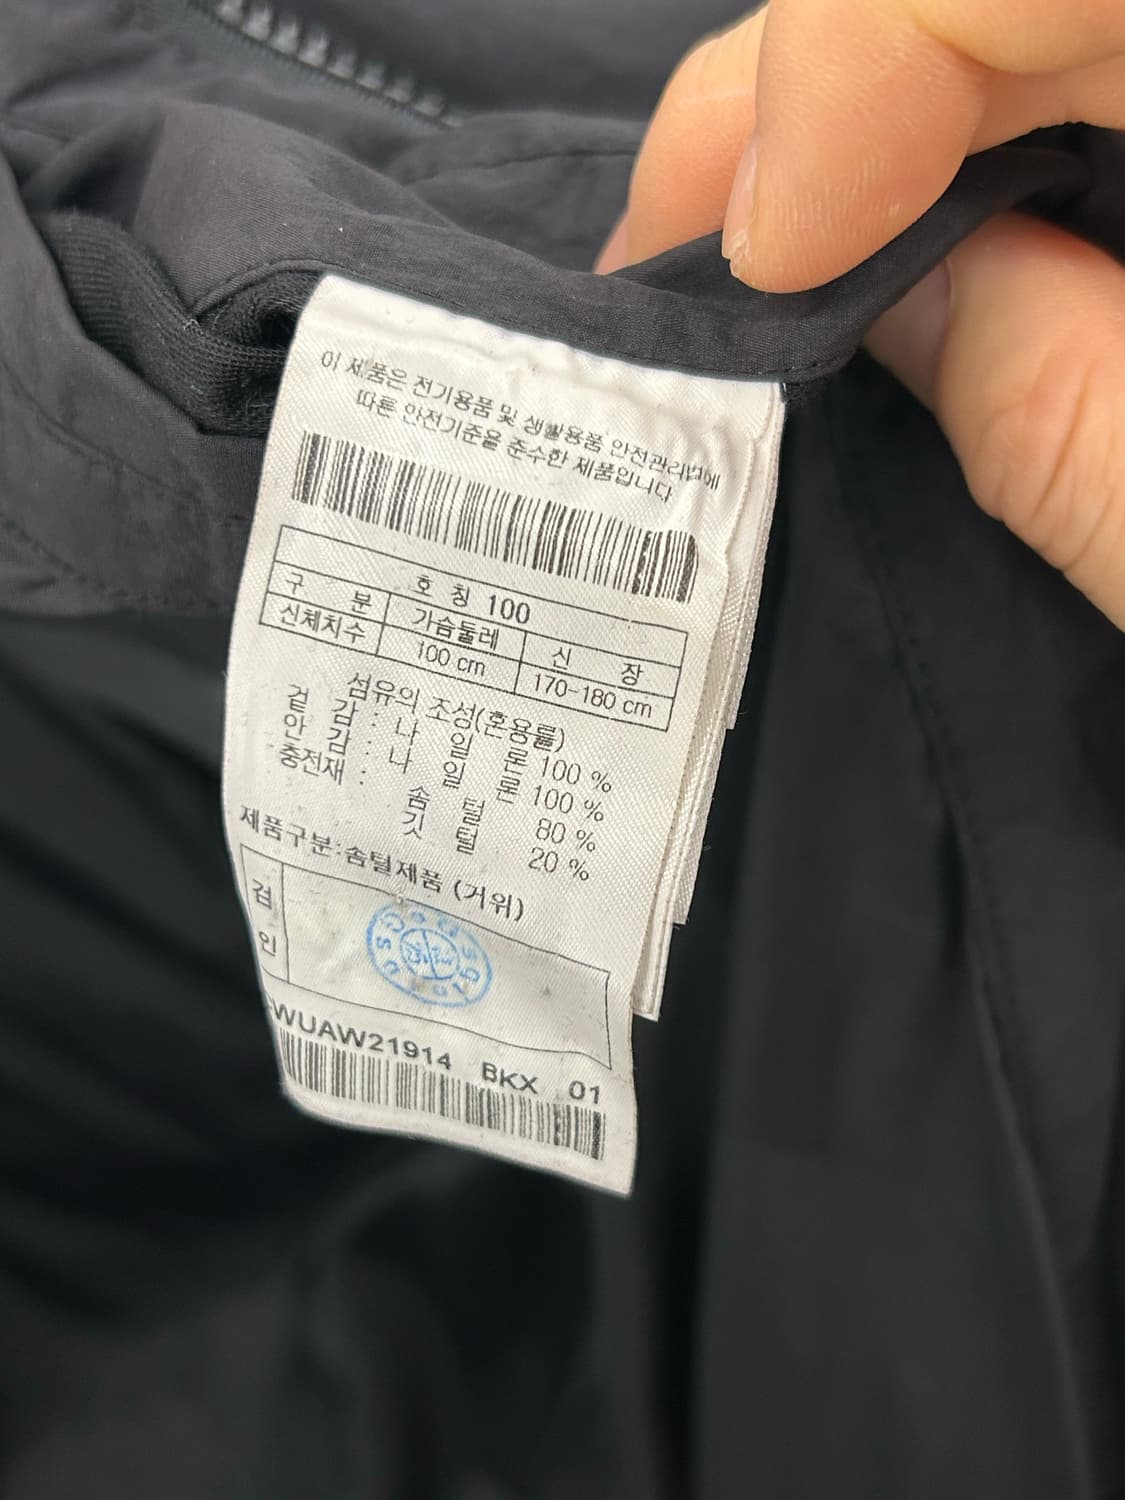 이 제품은 전기용품 및 생활용품 안전관리법에
따른 안전기준을 준수한 제품입니다
호 칭 100
구 분 가슴둘레 신 장
신체치수 100 cm 170-180 cm
섬유의 조성(혼용률)
겉 감 : 나 일 론 100 %
안 감 : 나 일 론 100 %
충전재 : 솜 털 80 %
깃 털 20 %
제품구분:솜털제품 (거위)
검
인
WUAW21914 BKX 01